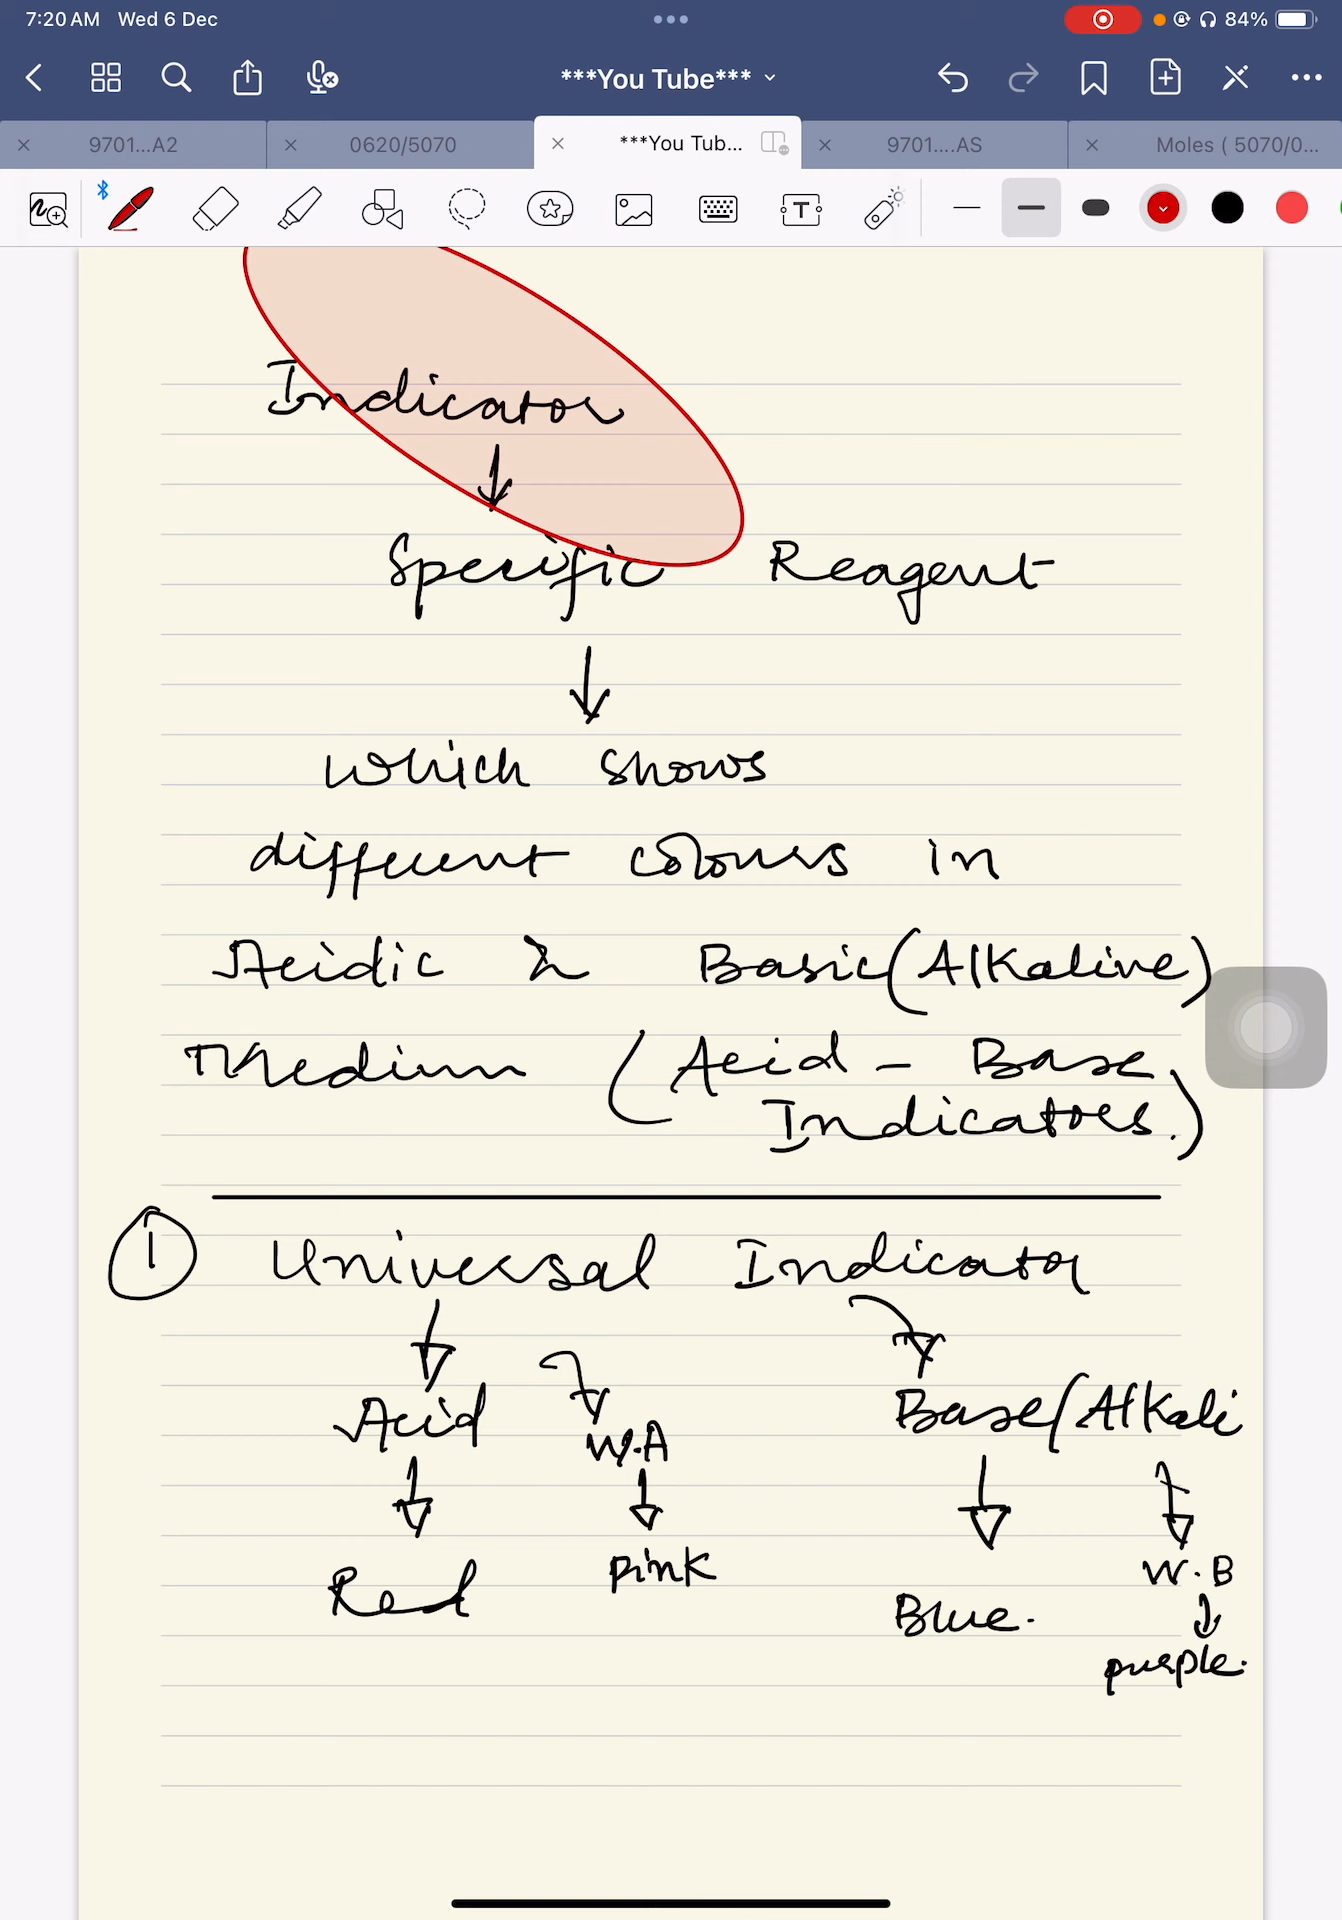 7:20 AM Wed 6 Dec
84%
***You Tube***
9701...A2
0620/5070
***You Tub...
9701....AS
Moles ( 5070/0...
T
Indicator
Specific Reagent
which shows
different colours in
Acidic & Basic (Alkaline)
Medium (Acid - Base
Indicators.)
1 Universal Indicator
Acid W.A Base/Alkali
Red Pink Blue. W.B
purple.